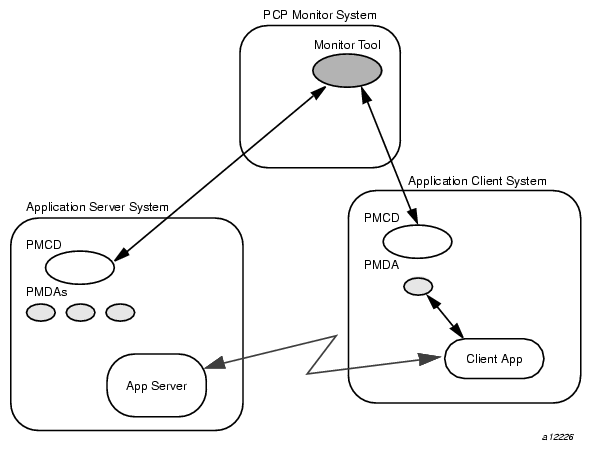 PCP Monitor System
Monitor Tool
Application Client System
Application Server System
PMCD
PMCD
PMDA
PMDAs
Client App
App Server
a12226